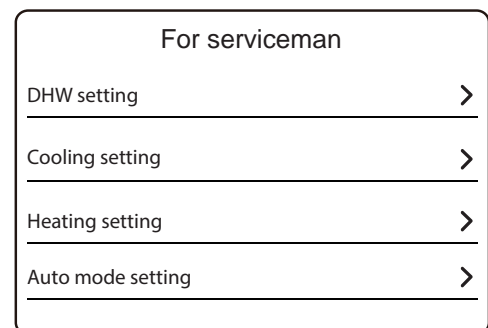 For serviceman
DHW setting
Cooling setting
Heating setting
Auto mode setting